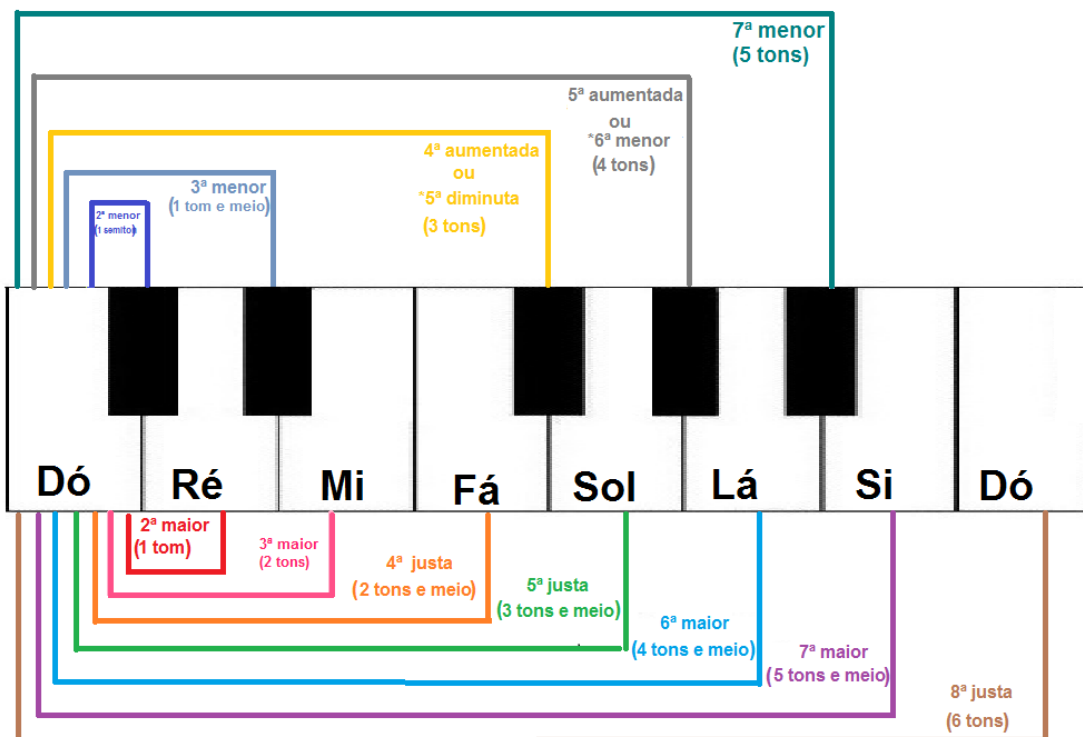 7ª menor
(5 tons)
5ª aumentada
ou
*6ª menor
(4 tons)
4ª aumentada
ou
*5ª diminuta
(3 tons)
3ª menor
(1 tom e meio)
2ª menor
(1 semitom
Dó Ré Mi Fá Sol Lá Si Dó
2ª maior
(1 tom)
3ª maior
(2 tons)
4ª justa
(2 tons e meio)
5ª justa
(3 tons e meio)
6ª maior
(4 tons e meio)
7ª maior
(5 tons e meio)
8ª justa
(6 tons)